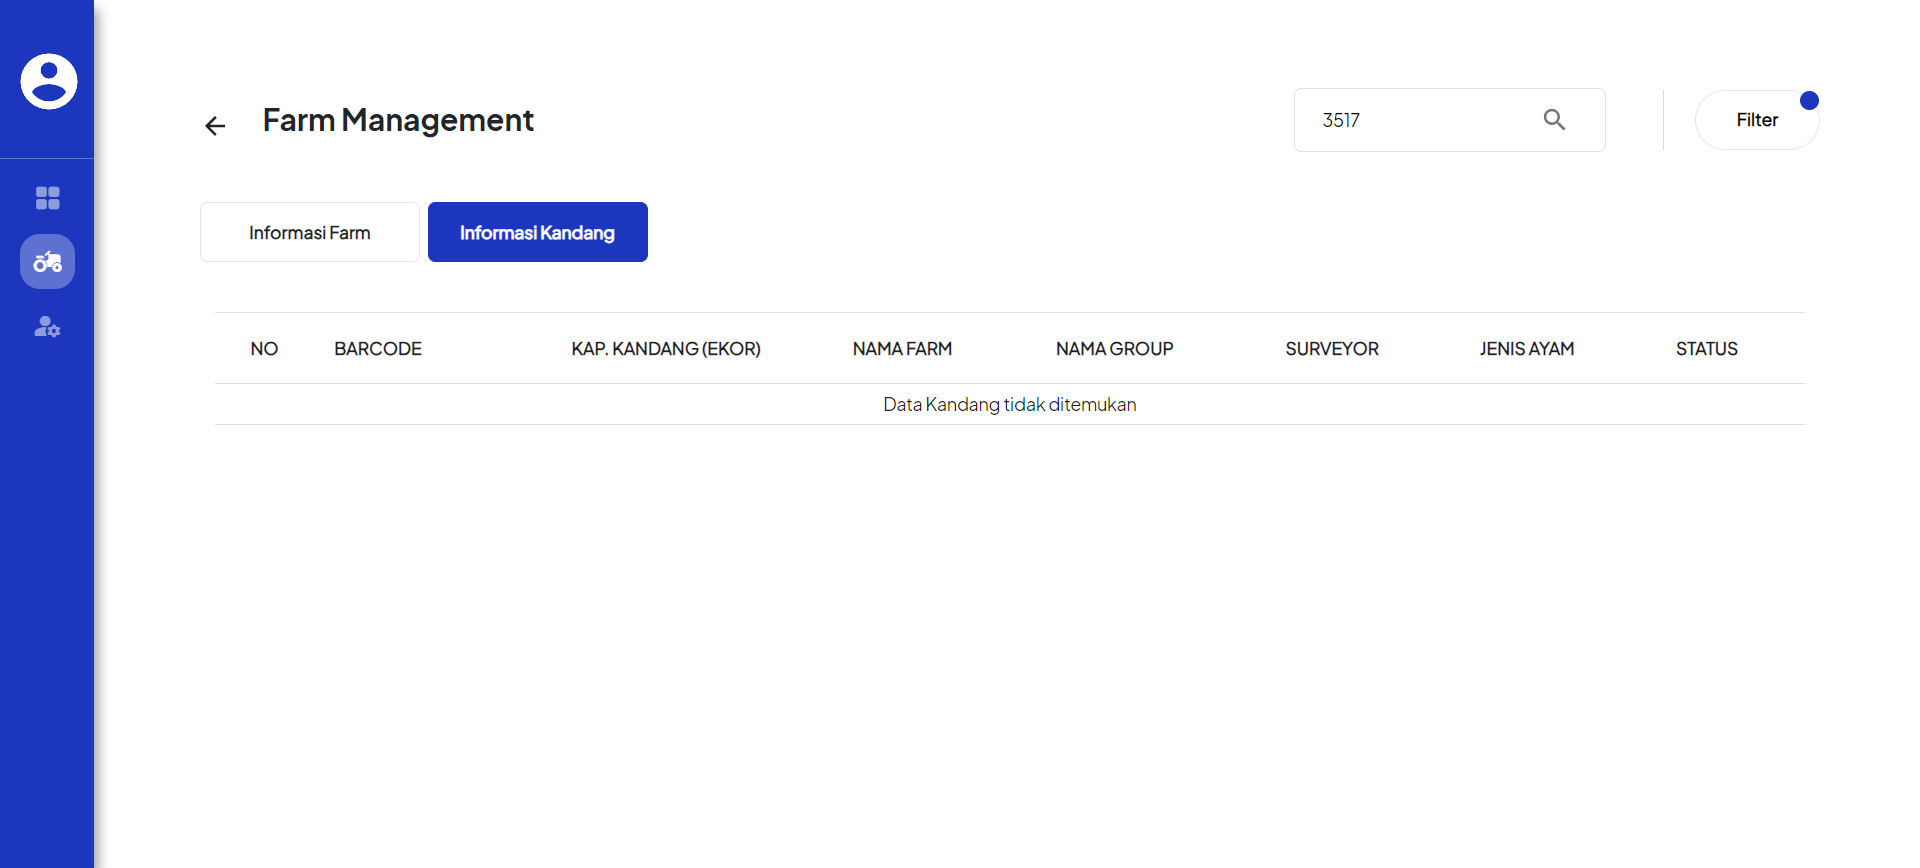 Farm Management
3517
Filter
Informasi Farm
Informasi Kandang
NO BARCODE KAP. KANDANG (EKOR) NAMA FARM NAMA GROUP SURVEYOR JENIS AYAM STATUS
Data Kandang tidak ditemukan